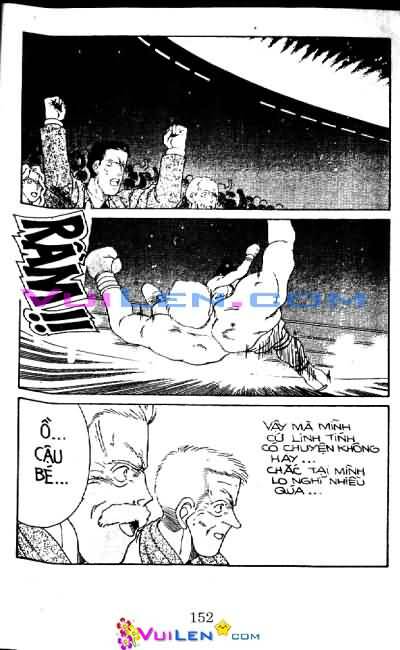 RẦM!!
VUILEN.COM
Ồ...
CẬU
BÉ...
VẬY MÀ MÌNH
CỨ LINH TINH
CÓ CHUYỆN KHÔNG
HAY...
CHẮC TẠI MÌNH
LO NGHĨ NHIỀU
QUÁ...
152
VUILEN.COM